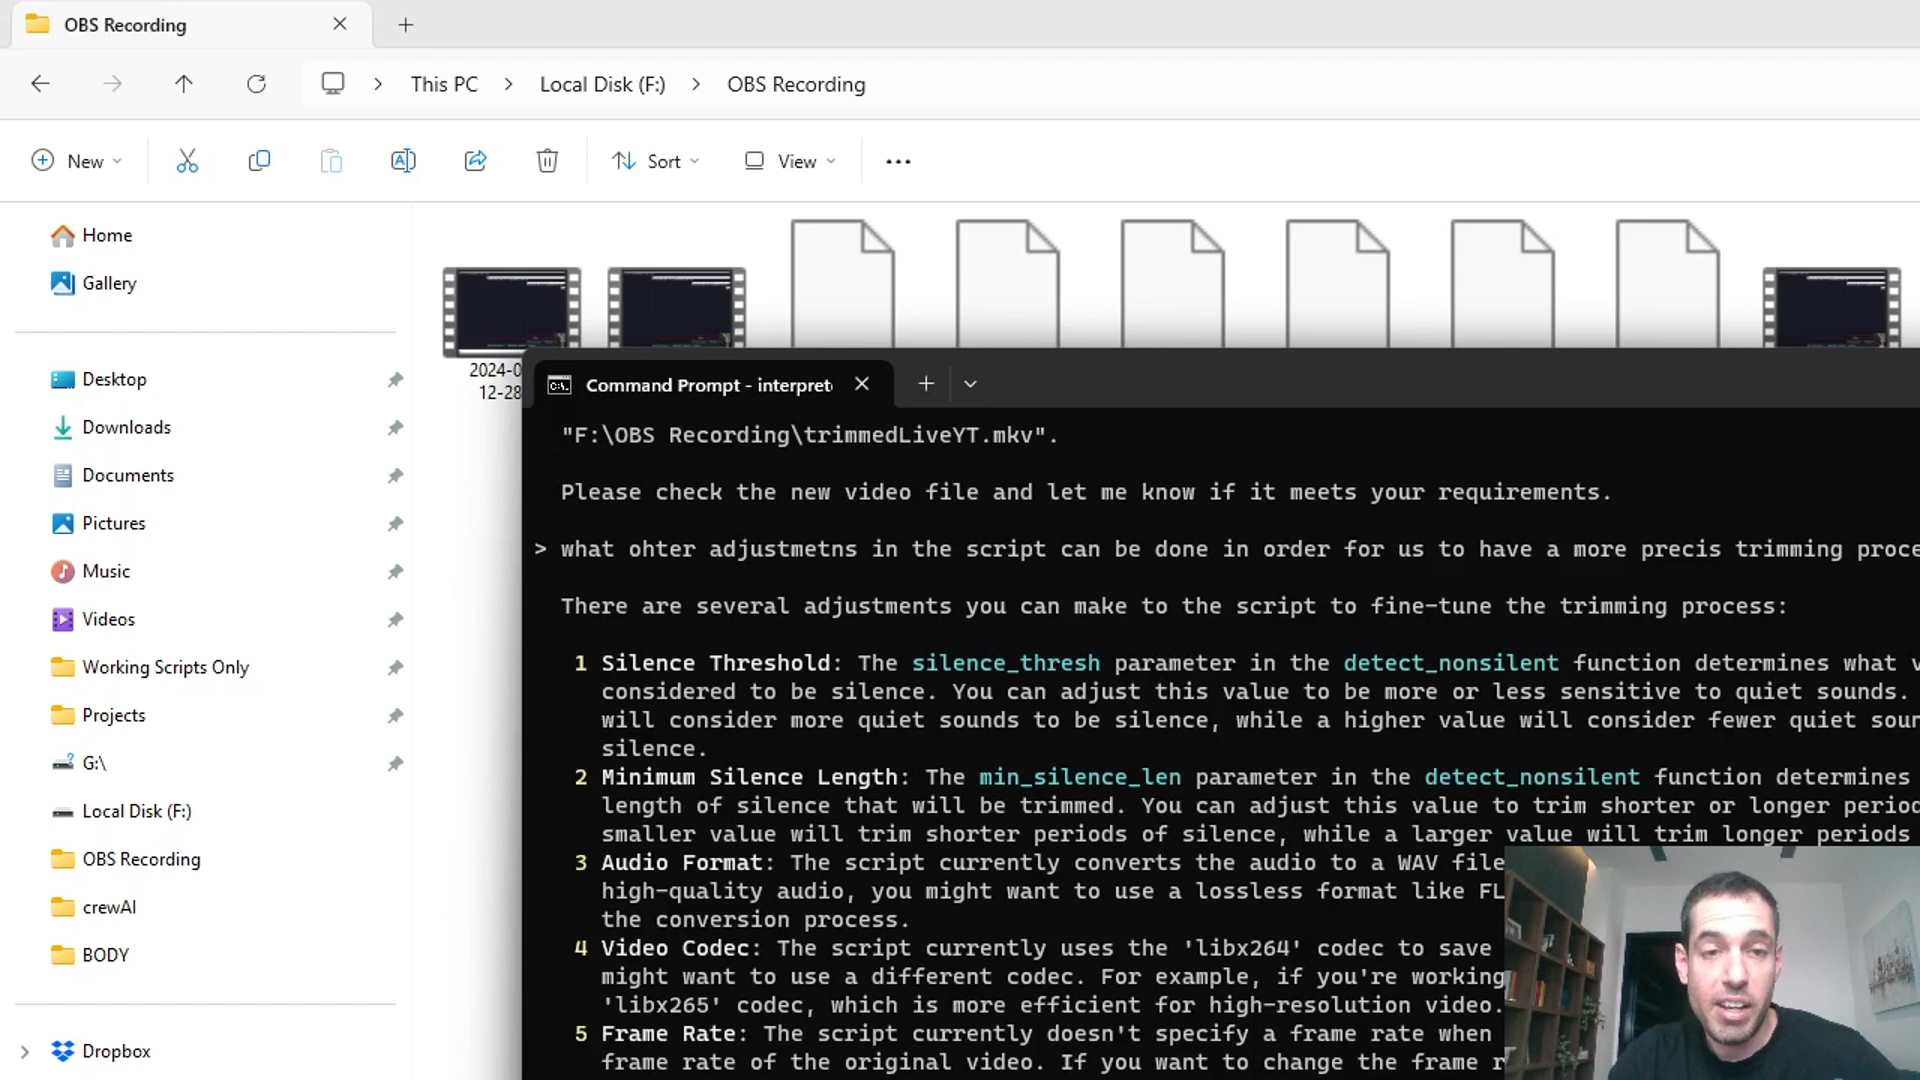 OBS Recording
This PC
Local Disk (F:)
OBS Recording
New
Sort
View
Home
Gallery
Desktop
Downloads
Documents
Pictures
Music
Videos
Working Scripts Only
Projects
G:\
Local Disk (F:)
OBS Recording
crewAI
BODY
Dropbox
2024-0
12-28
Command Prompt - interpret
"F:\OBS Recording\trimmedLiveYT.mkv".
Please check the new video file and let me know if it meets your requirements.
> what ohter adjustmetns in the script can be done in order for us to have a more precis trimming proce
There are several adjustments you can make to the script to fine-tune the trimming process:
1 Silence Threshold: The silence_thresh parameter in the detect_nonsilent function determines what v
considered to be silence. You can adjust this value to be more or less sensitive to quiet sounds.
will consider more quiet sounds to be silence, while a higher value will consider fewer quiet soun
silence.
2 Minimum Silence Length: The min_silence_len parameter in the detect_nonsilent function determines
length of silence that will be trimmed. You can adjust this value to trim shorter or longer period
smaller value will trim shorter periods of silence, while a larger value will trim longer periods
3 Audio Format: The script currently converts the audio to a WAV file
high-quality audio, you might want to use a lossless format like FL
the conversion process.
4 Video Codec: The script currently uses the 'libx264' codec to save
might want to use a different codec. For example, if you're working
'libx265' codec, which is more efficient for high-resolution video.
5 Frame Rate: The script currently doesn't specify a frame rate when
frame rate of the original video. If you want to change the frame r